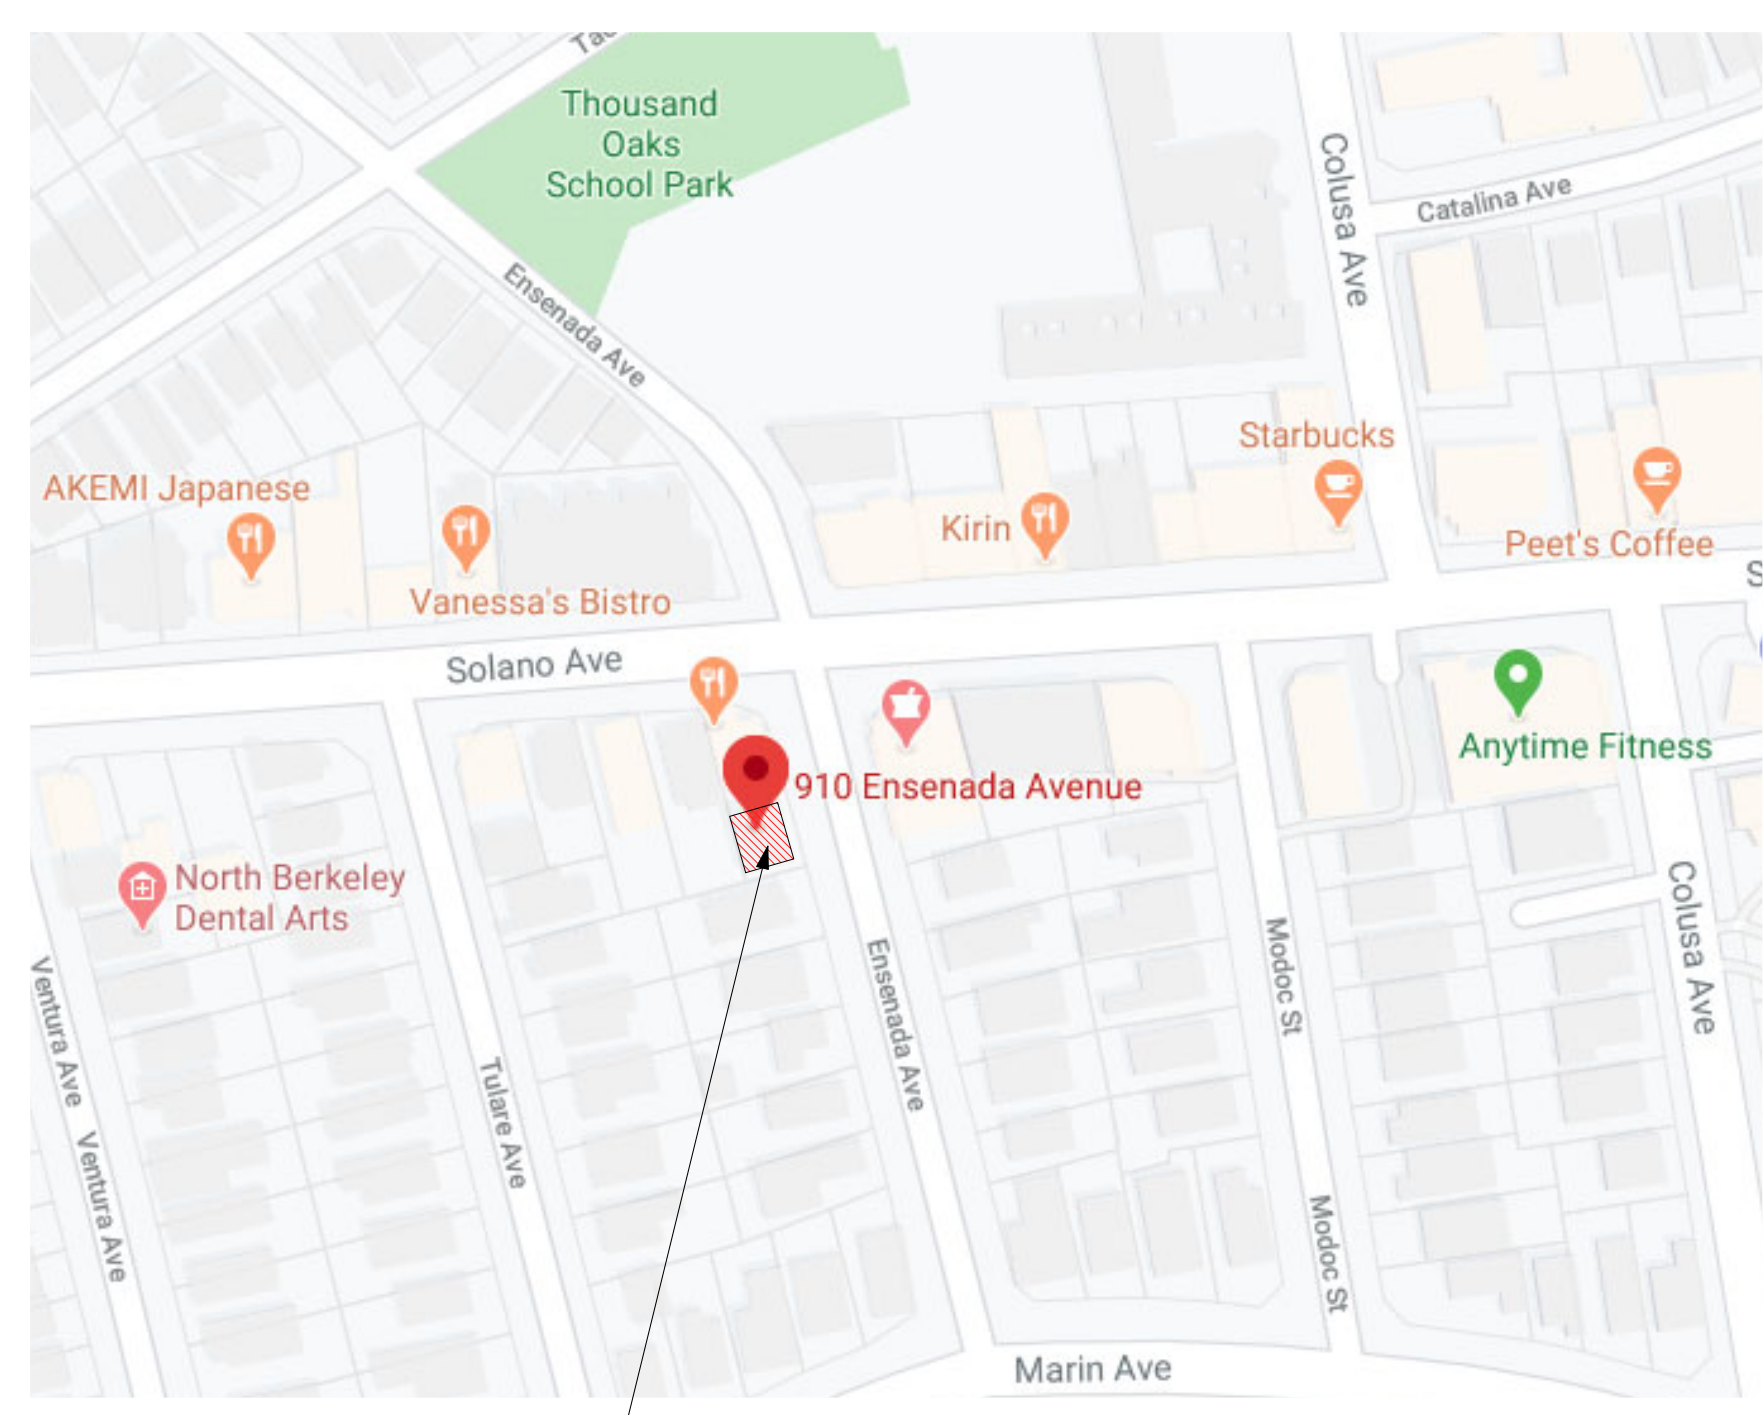 Thousand
Oaks
School Park
Colusa Ave
Catalina Ave
Ensenada Ave
Starbucks
AKEMI Japanese
Kirin
Peet's Coffee
Vanessa's Bistro
Solano Ave
Anytime Fitness
910 Ensenada Avenue
North Berkeley
Dental Arts
Colusa Ave
Modoc St
Ensenada Ave
Ventura Ave
Tulare Ave
Ventura Ave
Modoc St
Marin Ave